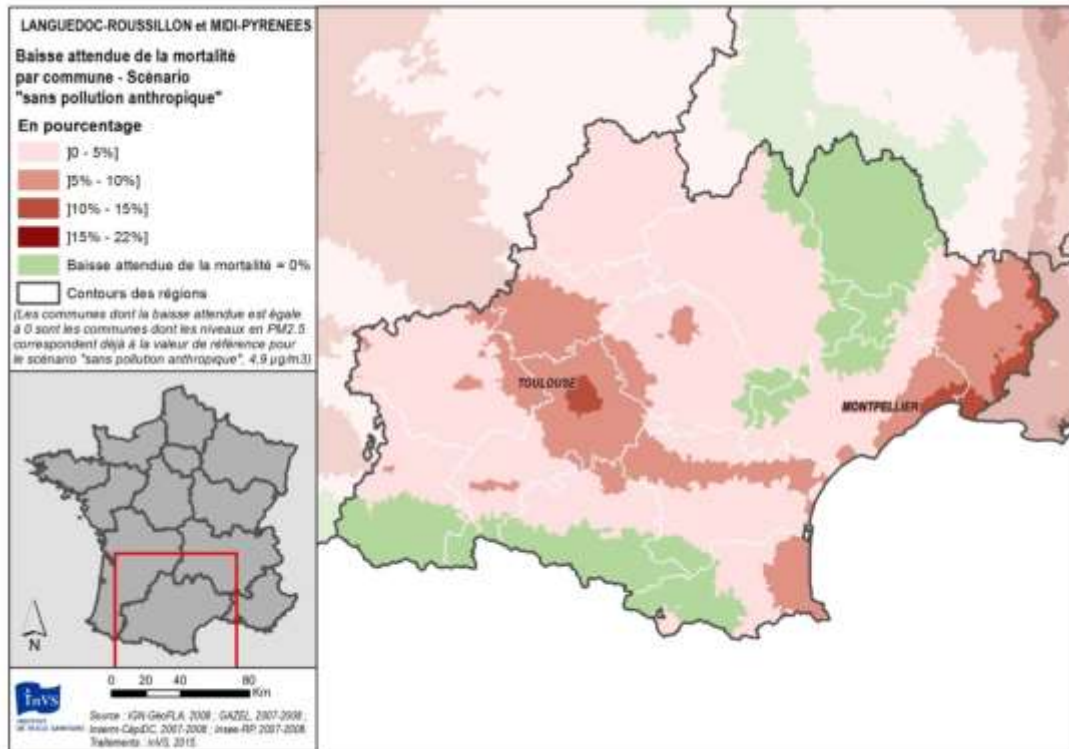 LANGUEDOC-ROUSSILLON et MIDI-PYRENEES
Baisse attendue de la mortalité
par commune - Scénario
"sans pollution anthropique"
En pourcentage
]0 - 5%]
]5% - 10%]
]10% - 15%]
]15% - 22%]
Baisse attendue de la mortalité = 0%
Contours des régions
(Les communes dont la baisse attendue est égale
à 0 sont les communes dont les niveaux en PM2.5
correspondent déjà à la valeur de référence pour
le scénario "sans pollution anthropique", 4,9 µg/m3)
TOULOUSE
MONTPELLIER
N
0 20 40 80
Km
InVS
INSTITUT
DE VEILLE SANITAIRE
Source : IGN-GéoFLA, 2008 ; GAZEL, 2007-2008 ;
Inserm-CépiDC, 2007-2008 ; Insee-RP, 2007-2008.
Traitements : InVS, 2015.